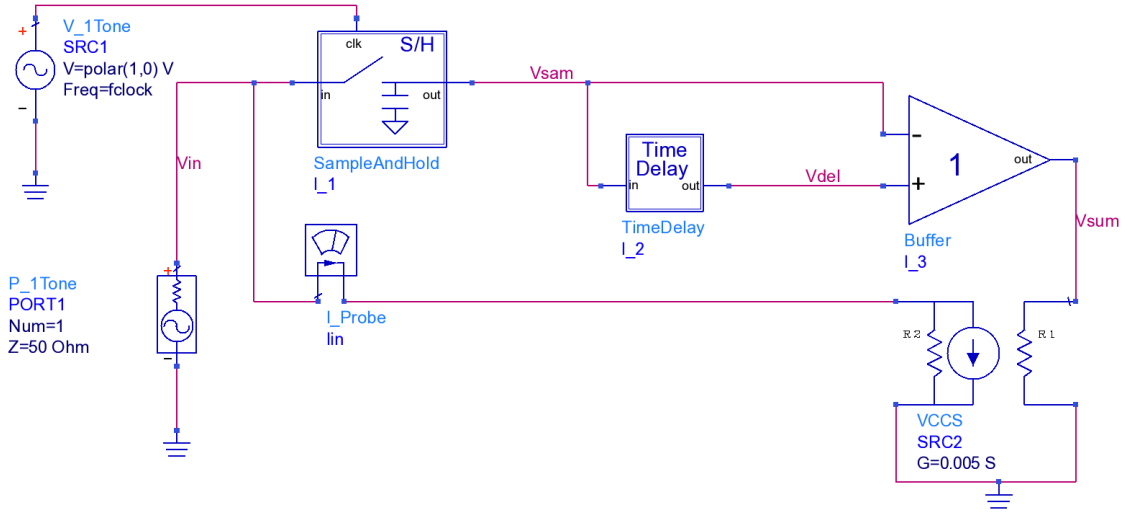 V_1Tone
SRC1
V=polar(1,0) V
Freq=fclock
+
−
clk
S/H
in
out
SampleAndHold
I_1
Vsam
Vin
Time
Delay
in
out
TimeDelay
I_2
Vdel
−
+
1
out
Buffer
I_3
Vsum
P_1Tone
PORT1
Num=1
Z=50 Ohm
+
−
I_Probe
Iin
R2
R1
VCCS
SRC2
G=0.005 S